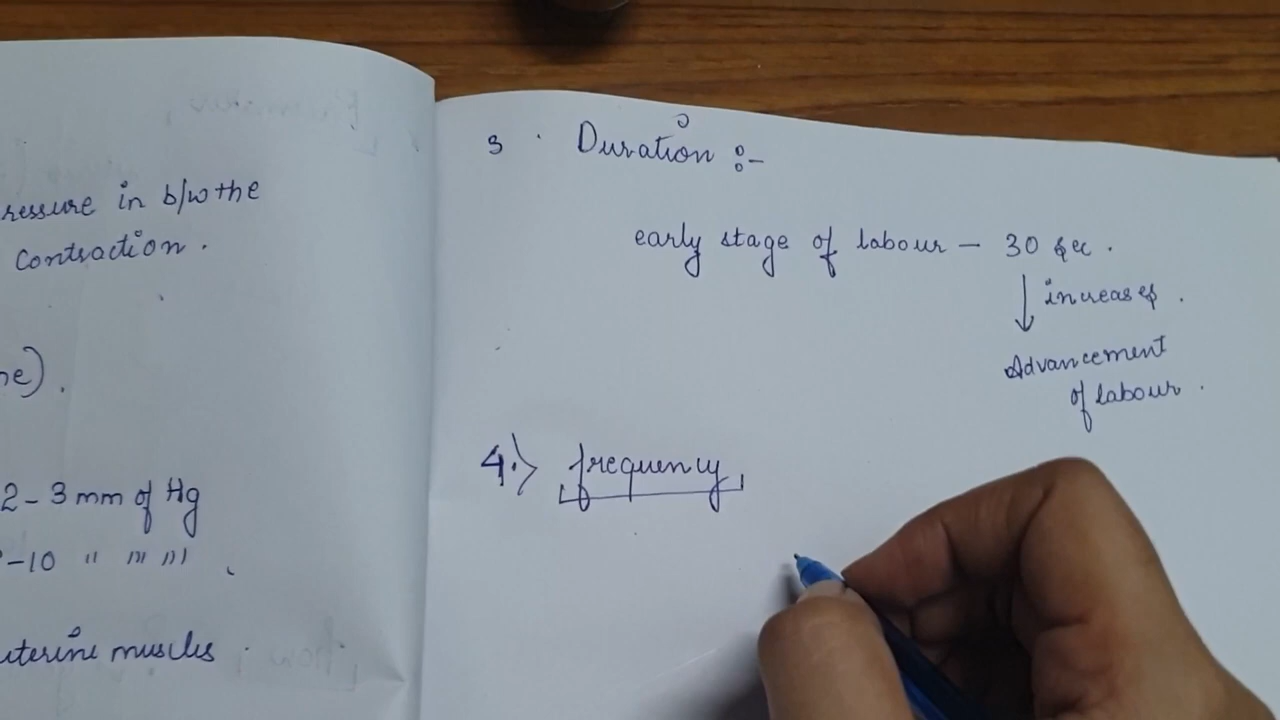 ressure in b/w the
contraction.
ne).
2-3 mm of Hg
-10 " "' "'
uterine muscles.
3. Duration :-
early stage of labour - 30 sec.
↓ increases.
Advancement
of labour.
4.> frequency